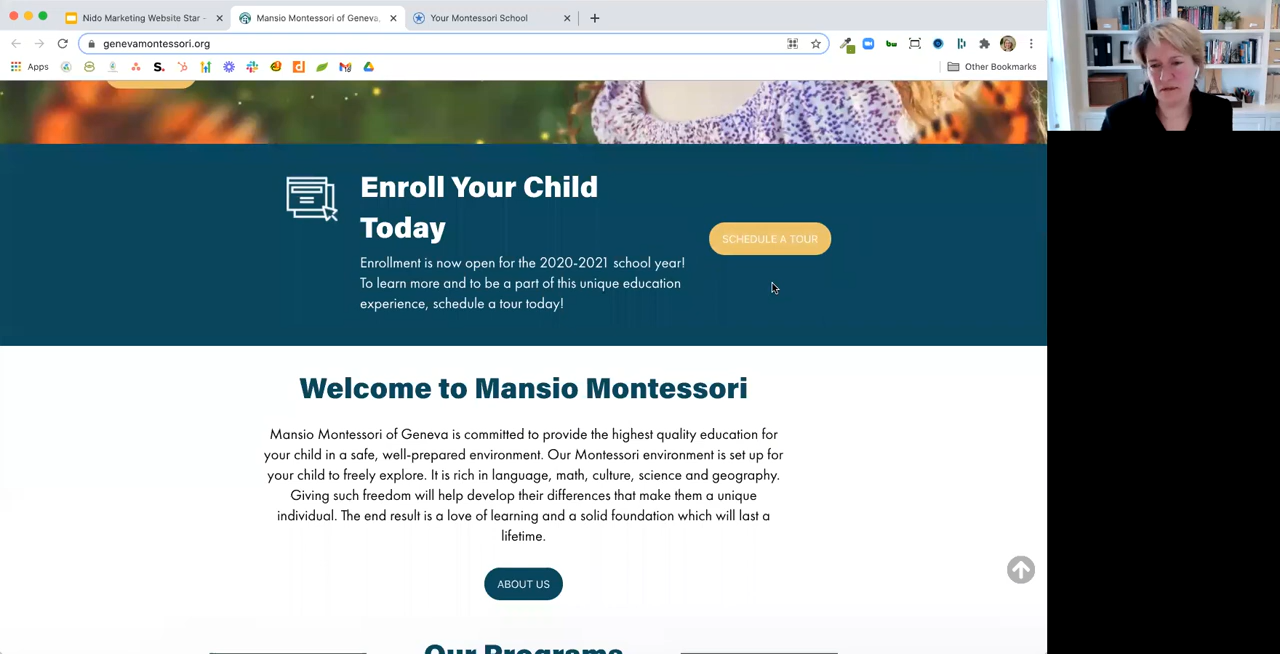 Nido Marketing Website Star -
Mansio Montessori of Geneva.
Your Montessori School
genevamontessori.org
Apps
Other Bookmarks
Enroll Your Child
Today
Enrollment is now open for the 2020-2021 school year!
To learn more and to be a part of this unique education
experience, schedule a tour today!
SCHEDULE A TOUR
Welcome to Mansio Montessori
Mansio Montessori of Geneva is committed to provide the highest quality education for
your child in a safe, well-prepared environment. Our Montessori environment is set up for
your child to freely explore. It is rich in language, math, culture, science and geography.
Giving such freedom will help develop their differences that make them a unique
individual. The end result is a love of learning and a solid foundation which will last a
lifetime.
ABOUT US
Our Programs